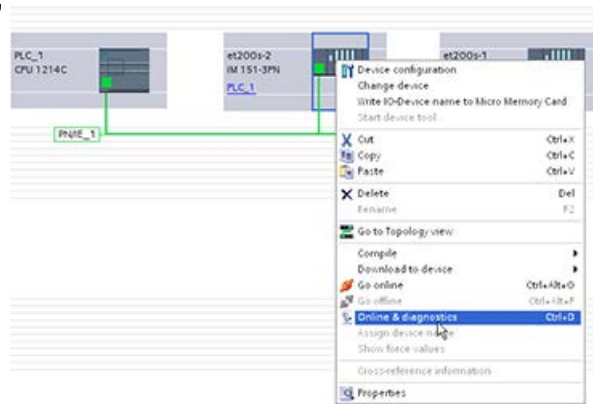 PLC_1
CPU 1214C
et200s-2
IM 151-3PN
PLC_1
et200s-1
PN/IE_1
Device configuration
Change device
Write IO-Device name to Micro Memory Card
Start device tool...
Cut Ctrl+X
Copy Ctrl+C
Paste Ctrl+V
Delete Del
Rename F2
Go to Topology view
Compile
Download to device
Go online Ctrl+Alt+O
Go offline Ctrl+Alt+F
Online & diagnostics Ctrl+D
Assign device name
Show force values
Cross-reference information
Properties